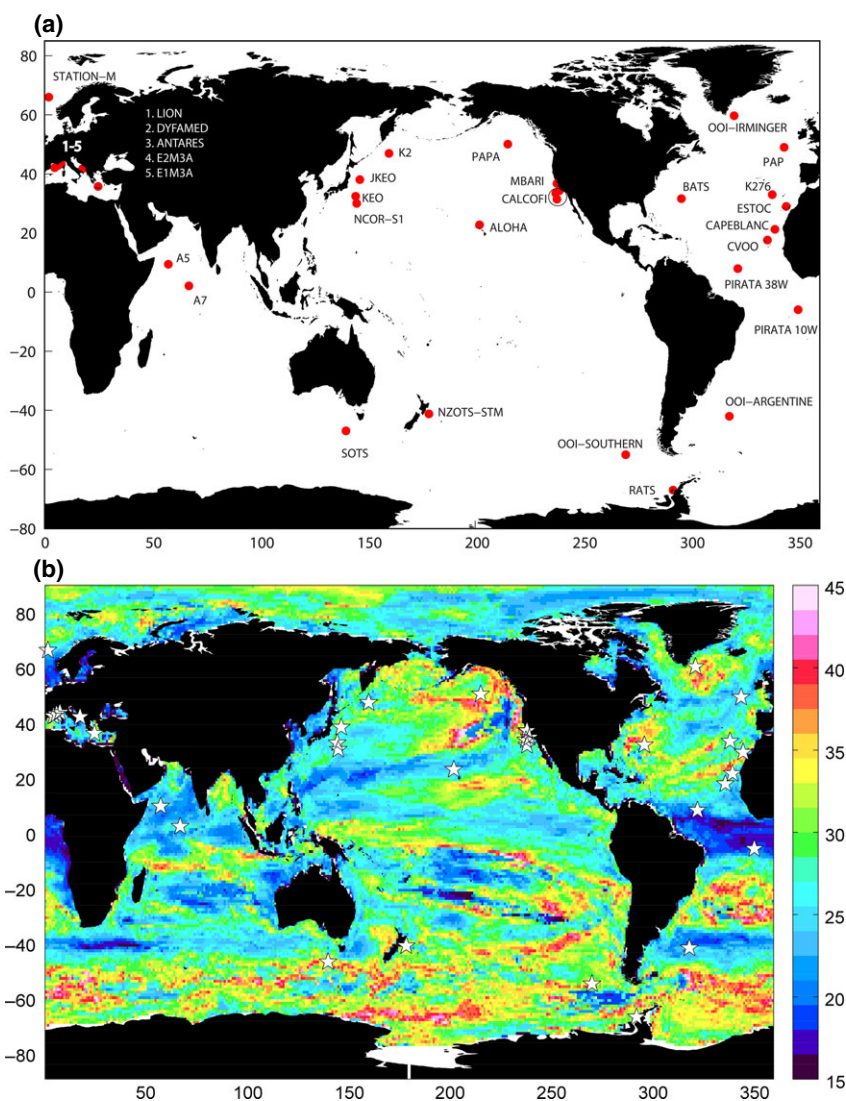 (a)
80
60
40
20
0
−20
−40
−60
−80
0
50
100
150
200
250
300
350
STATION−M
1. LION
2. DYFAMED
3. ANTARES
4. E2M3A
5. E1M3A
1-5
K2
JKEO
KEO
NCOR−S1
PAPA
MBARI
CALCOFI
ALOHA
OOI−IRMINGER
PAP
BATS
K276
ESTOC
CAPEBLANC
CVOO
PIRATA 38W
PIRATA 10W
A5
A7
NZOTS−STM
SOTS
OOI−ARGENTINE
OOI−SOUTHERN
RATS
(b)
80
60
40
20
0
−20
−40
−60
−80
50
100
150
200
250
300
350
45
40
35
30
25
20
15